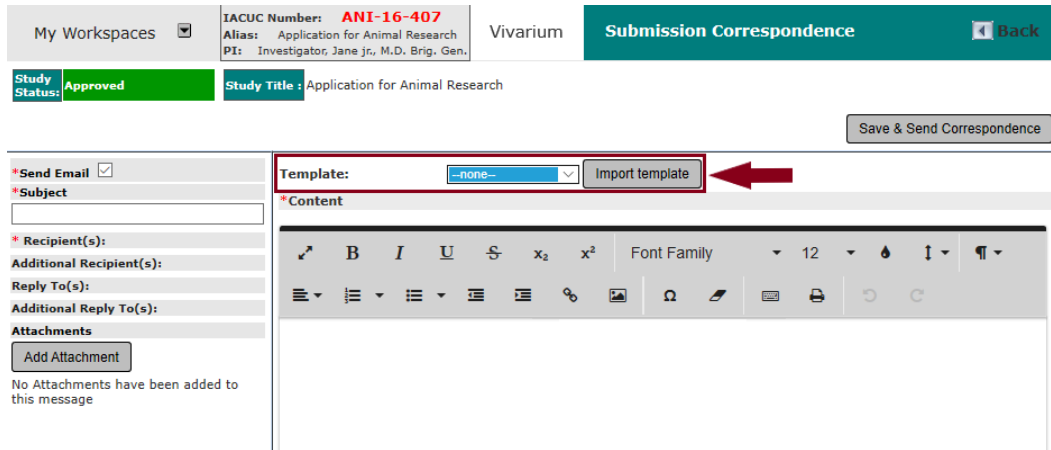 My Workspaces
IACUC Number: ANI-16-407
Alias: Application for Animal Research
PI: Investigator, Jane jr., M.D. Brig. Gen.
Vivarium
Submission Correspondence
Back
Study Status: Approved
Study Title : Application for Animal Research
Save & Send Correspondence
*Send Email
*Subject
* Recipient(s):
Additional Recipient(s):
Reply To(s):
Additional Reply To(s):
Attachments
Add Attachment
No Attachments have been added to
this message
Template: --none-- Import template
*Content
B I U S x₂ x² Font Family 12 ¶
Ω